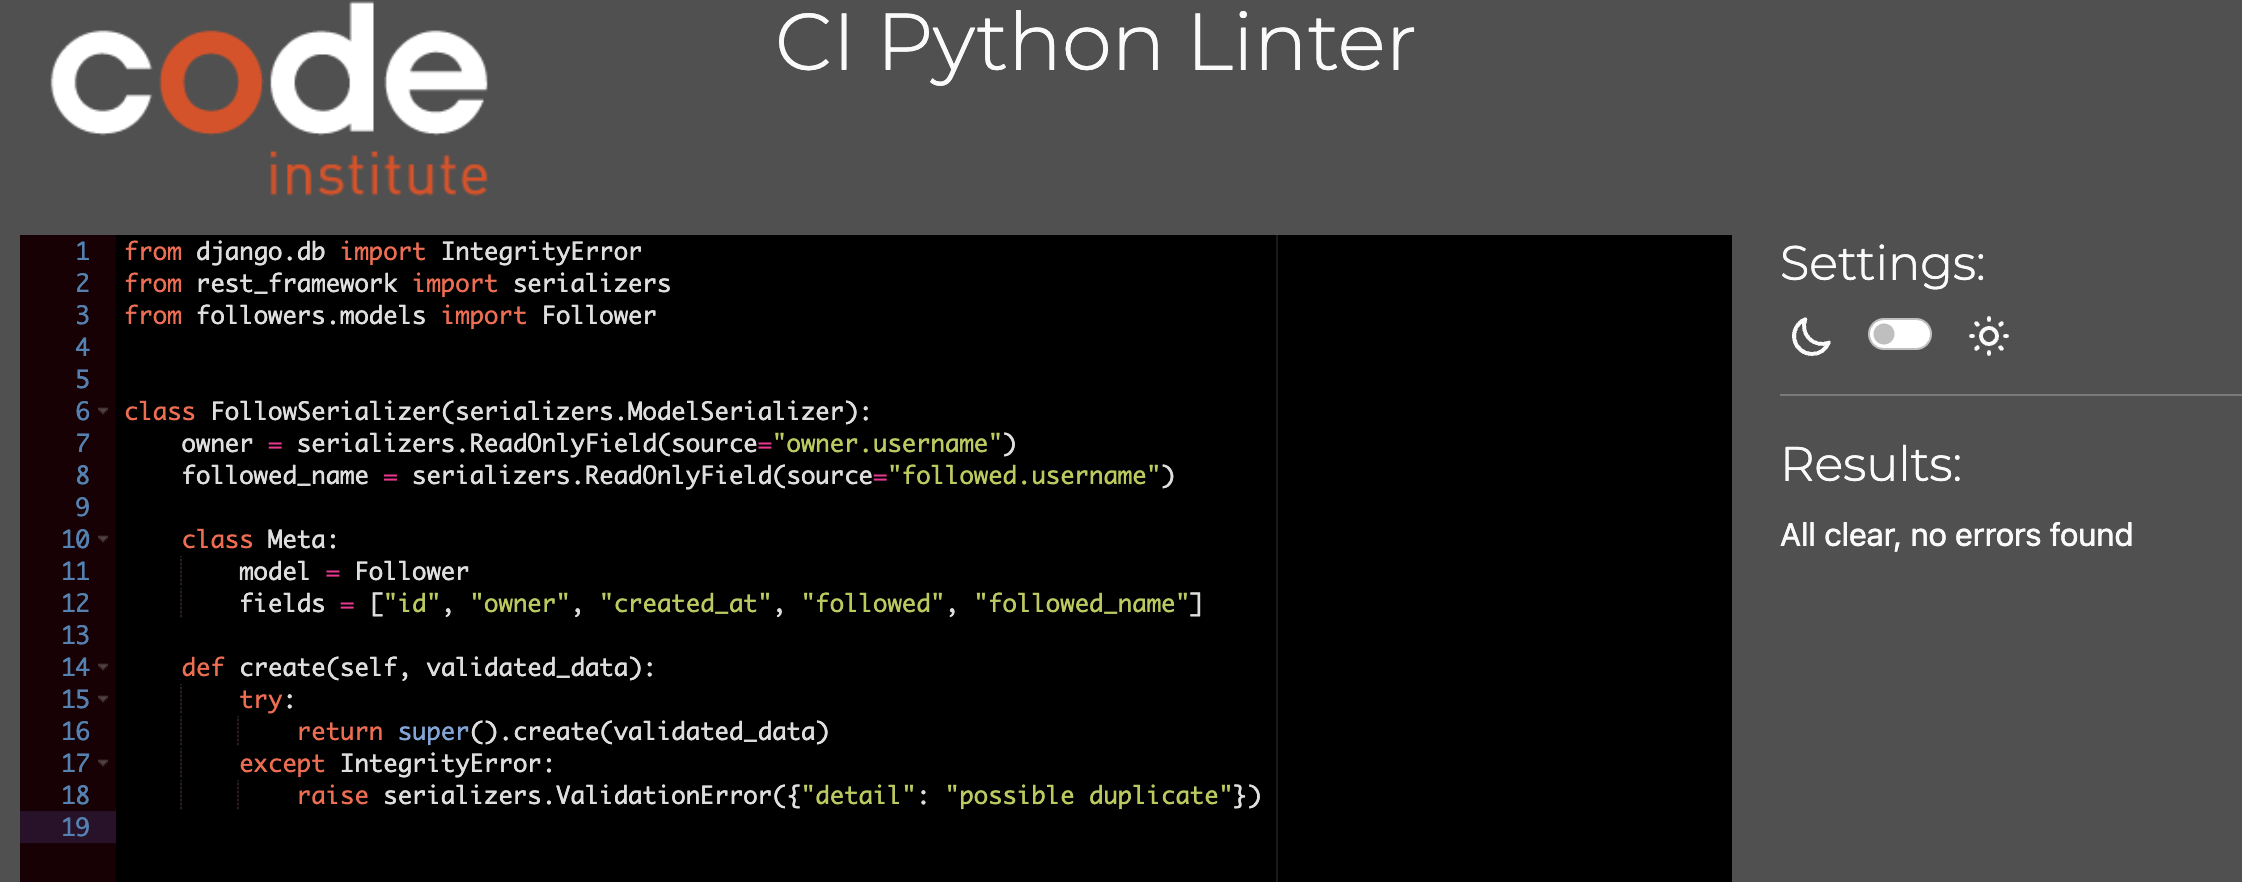 code
institute
CI Python Linter
1 from django.db import IntegrityError
2 from rest_framework import serializers
3 from followers.models import Follower
4
5
6 class FollowSerializer(serializers.ModelSerializer):
7     owner = serializers.ReadOnlyField(source="owner.username")
8     followed_name = serializers.ReadOnlyField(source="followed.username")
9
10     class Meta:
11         model = Follower
12         fields = ["id", "owner", "created_at", "followed", "followed_name"]
13
14     def create(self, validated_data):
15         try:
16             return super().create(validated_data)
17         except IntegrityError:
18             raise serializers.ValidationError({"detail": "possible duplicate"})
19
Settings:
Results:
All clear, no errors found